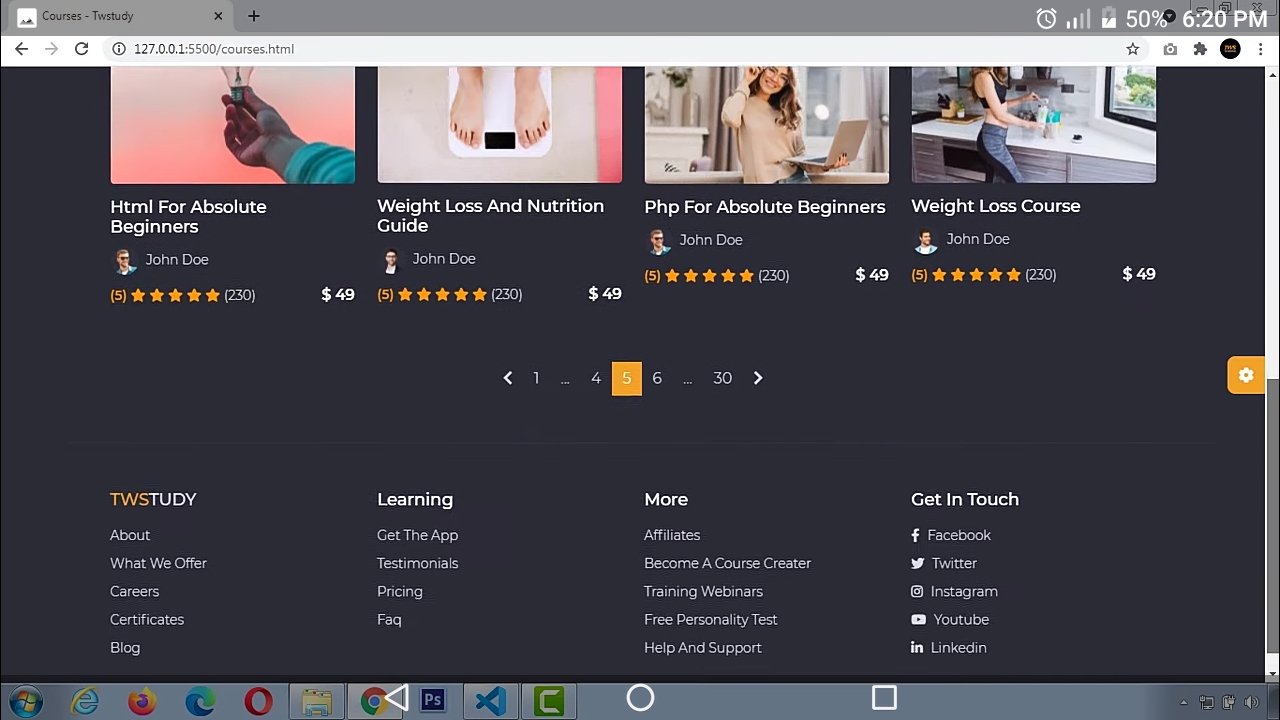 Courses - Twstudy
50% 6:20 PM
127.0.0.1:5500/courses.html
Html For Absolute
Beginners
John Doe
(5) (230) $ 49
Weight Loss And Nutrition
Guide
John Doe
(5) (230) $ 49
Php For Absolute Beginners
John Doe
(5) (230) $ 49
Weight Loss Course
John Doe
(5) (230) $ 49
1 ... 4 5 6 ... 30
TWSTUDY
About
What We Offer
Careers
Certificates
Blog
Learning
Get The App
Testimonials
Pricing
Faq
More
Affiliates
Become A Course Creater
Training Webinars
Free Personality Test
Help And Support
Get In Touch
Facebook
Twitter
Instagram
Youtube
Linkedin
Ps